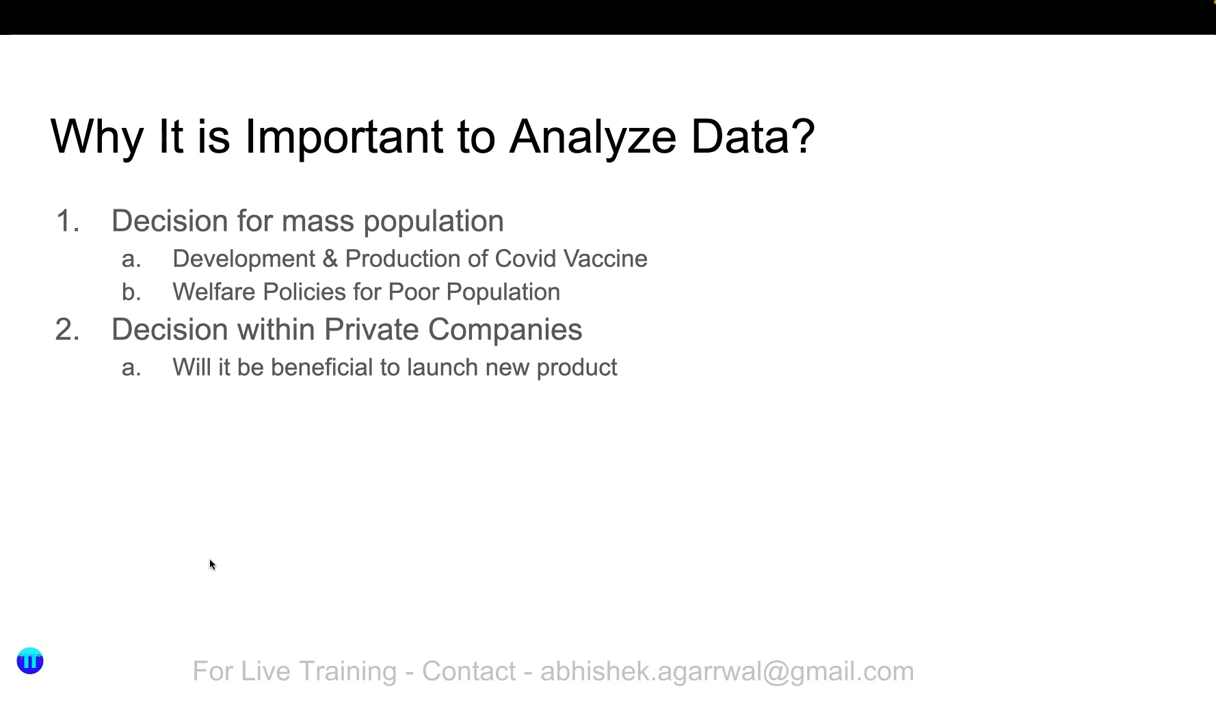 Why It is Important to Analyze Data?
1. Decision for mass population
a. Development & Production of Covid Vaccine
b. Welfare Policies for Poor Population
2. Decision within Private Companies
a. Will it be beneficial to launch new product
For Live Training - Contact - abhishek.agarrwal@gmail.com